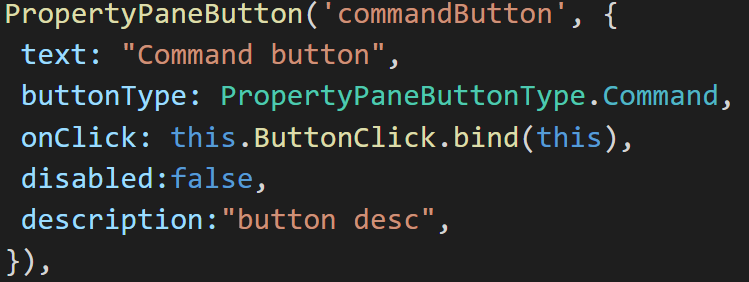 PropertyPaneButton('commandButton', {
text: "Command button",
buttonType: PropertyPaneButtonType.Command,
onClick: this.ButtonClick.bind(this),
disabled:false,
description:"button desc",
}),